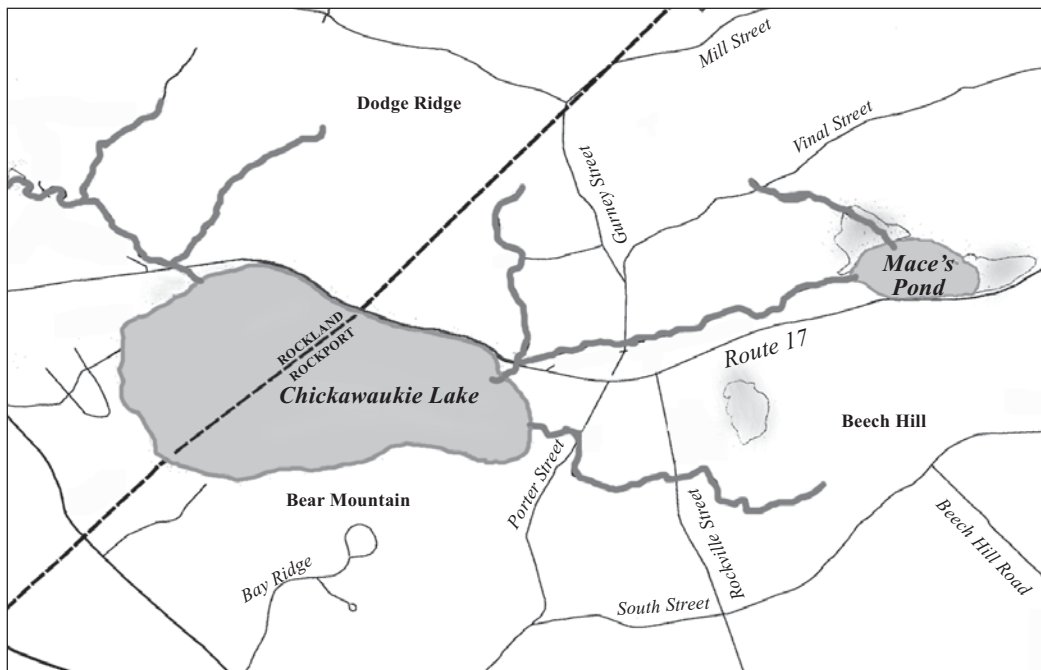 Mill Street
Dodge Ridge
Vinal Street
Gurney Street
Mace's
Pond
ROCKLAND
ROCKPORT
Route 17
Chickawaukie Lake
Beech Hill
Porter Street
Bear Mountain
Rockville Street
Beech Hill Road
Bay Ridge
South Street